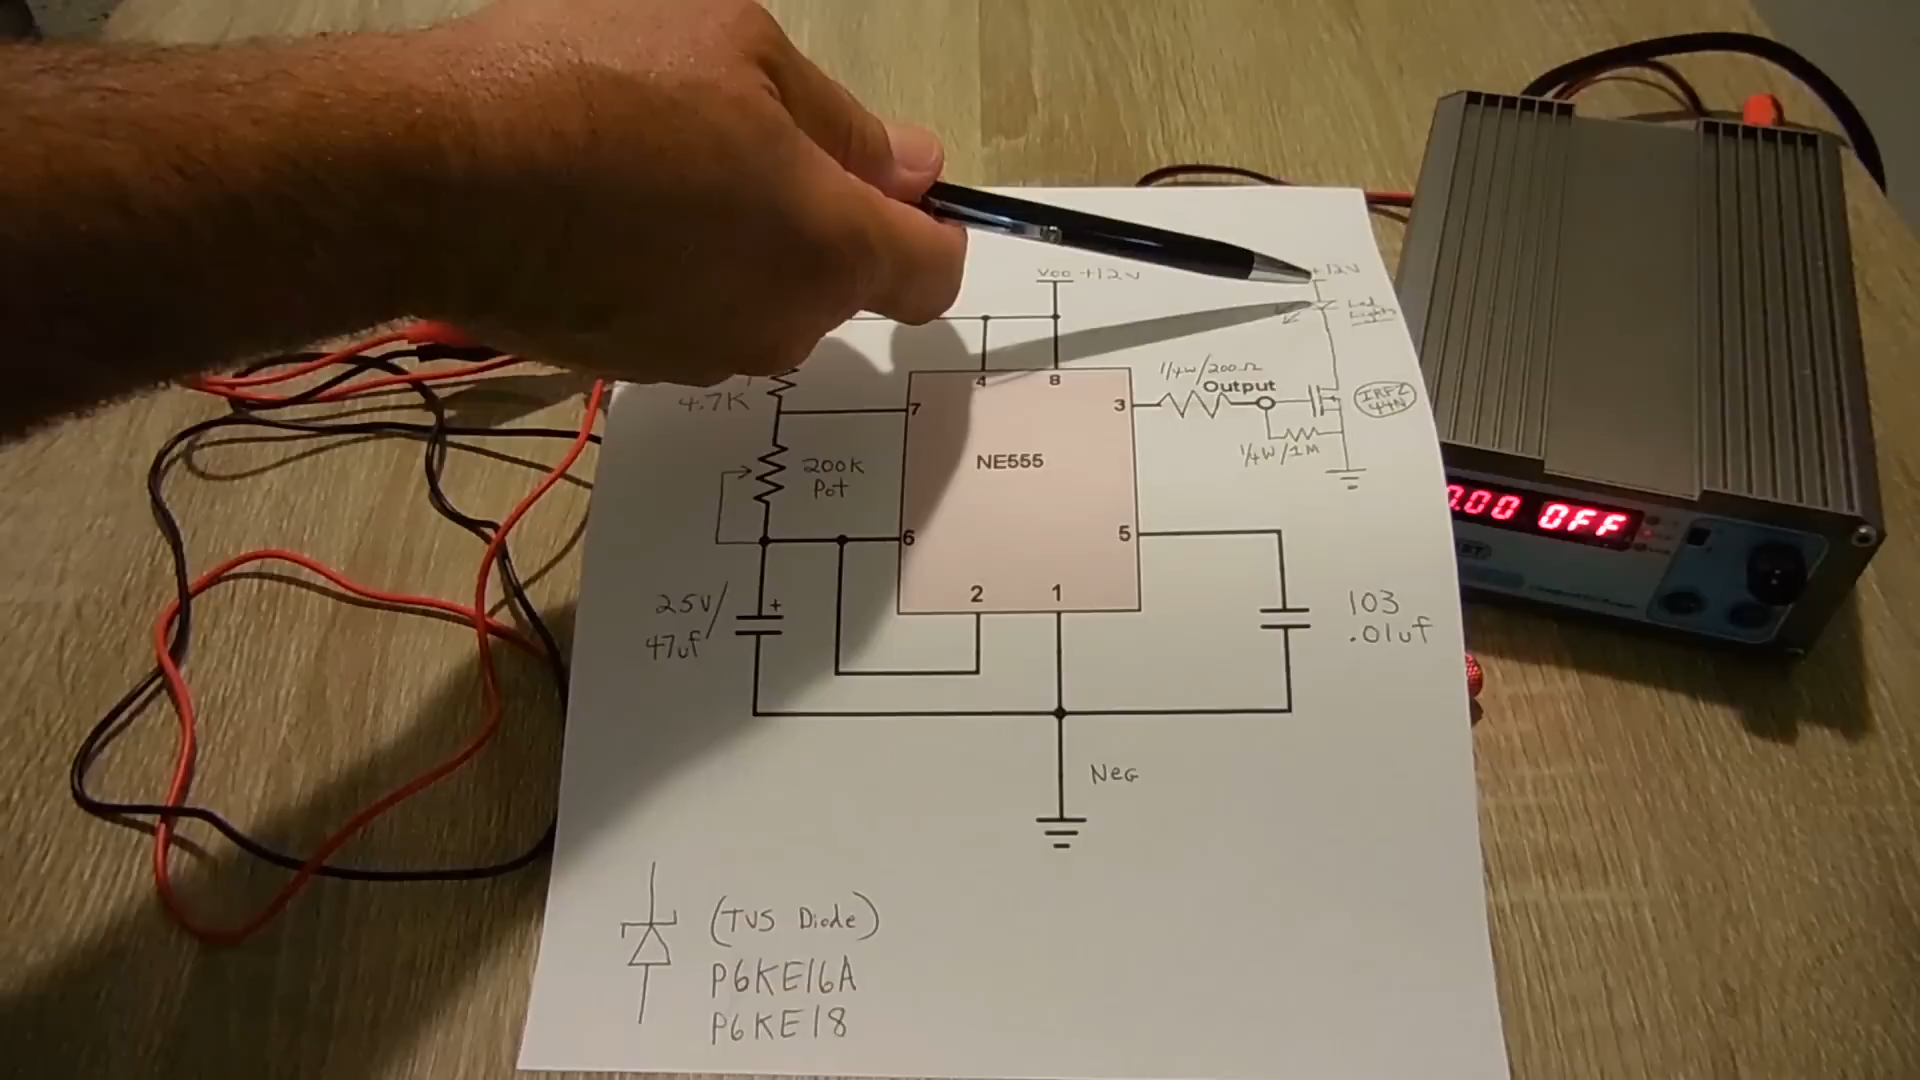 VDD +12V
+12V
Led
Lights
1/4W/200Ω
Output
4
8
4.7K
7
3
IRFZ
44N
1/4W/1M
NE555
200K
Pot
0.00 OFF
6
5
25V/
47uf
+
2
1
103
.01uf
Neg
(TVS Diode)
P6KE16A
P6KE18